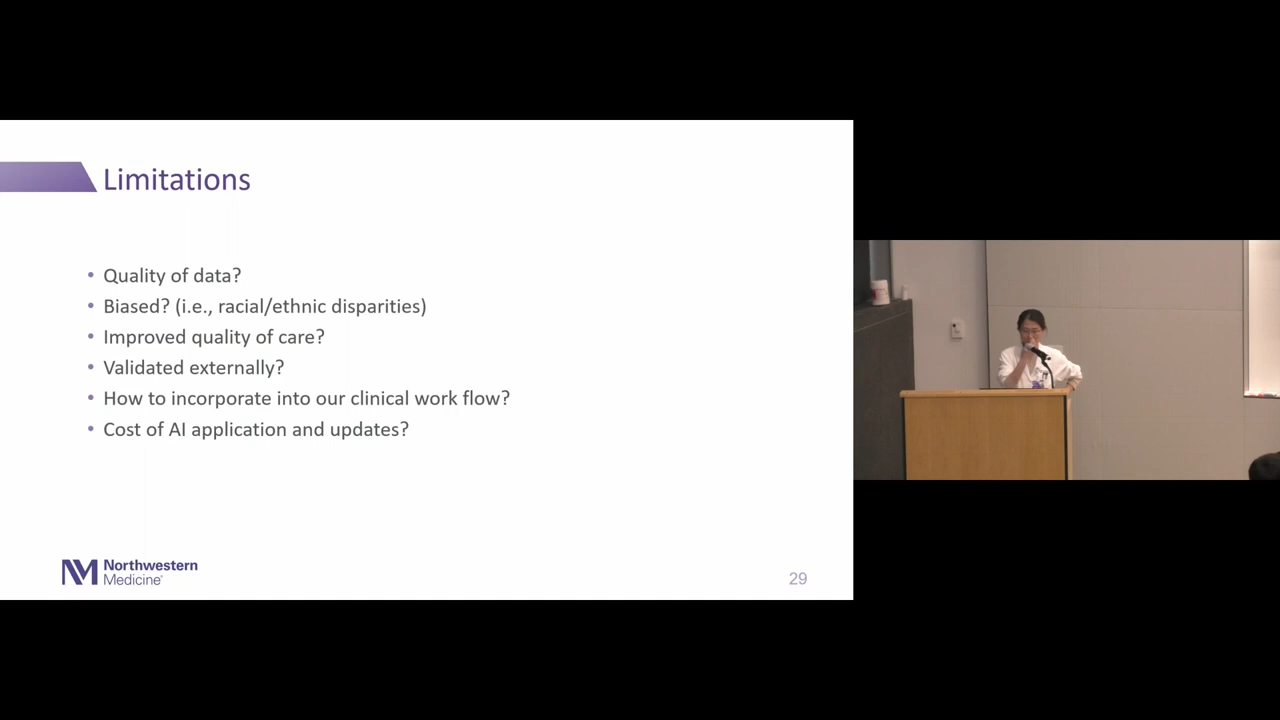 Limitations
• Quality of data?
• Biased? (i.e., racial/ethnic disparities)
• Improved quality of care?
• Validated externally?
• How to incorporate into our clinical work flow?
• Cost of AI application and updates?
Northwestern
Medicine
29